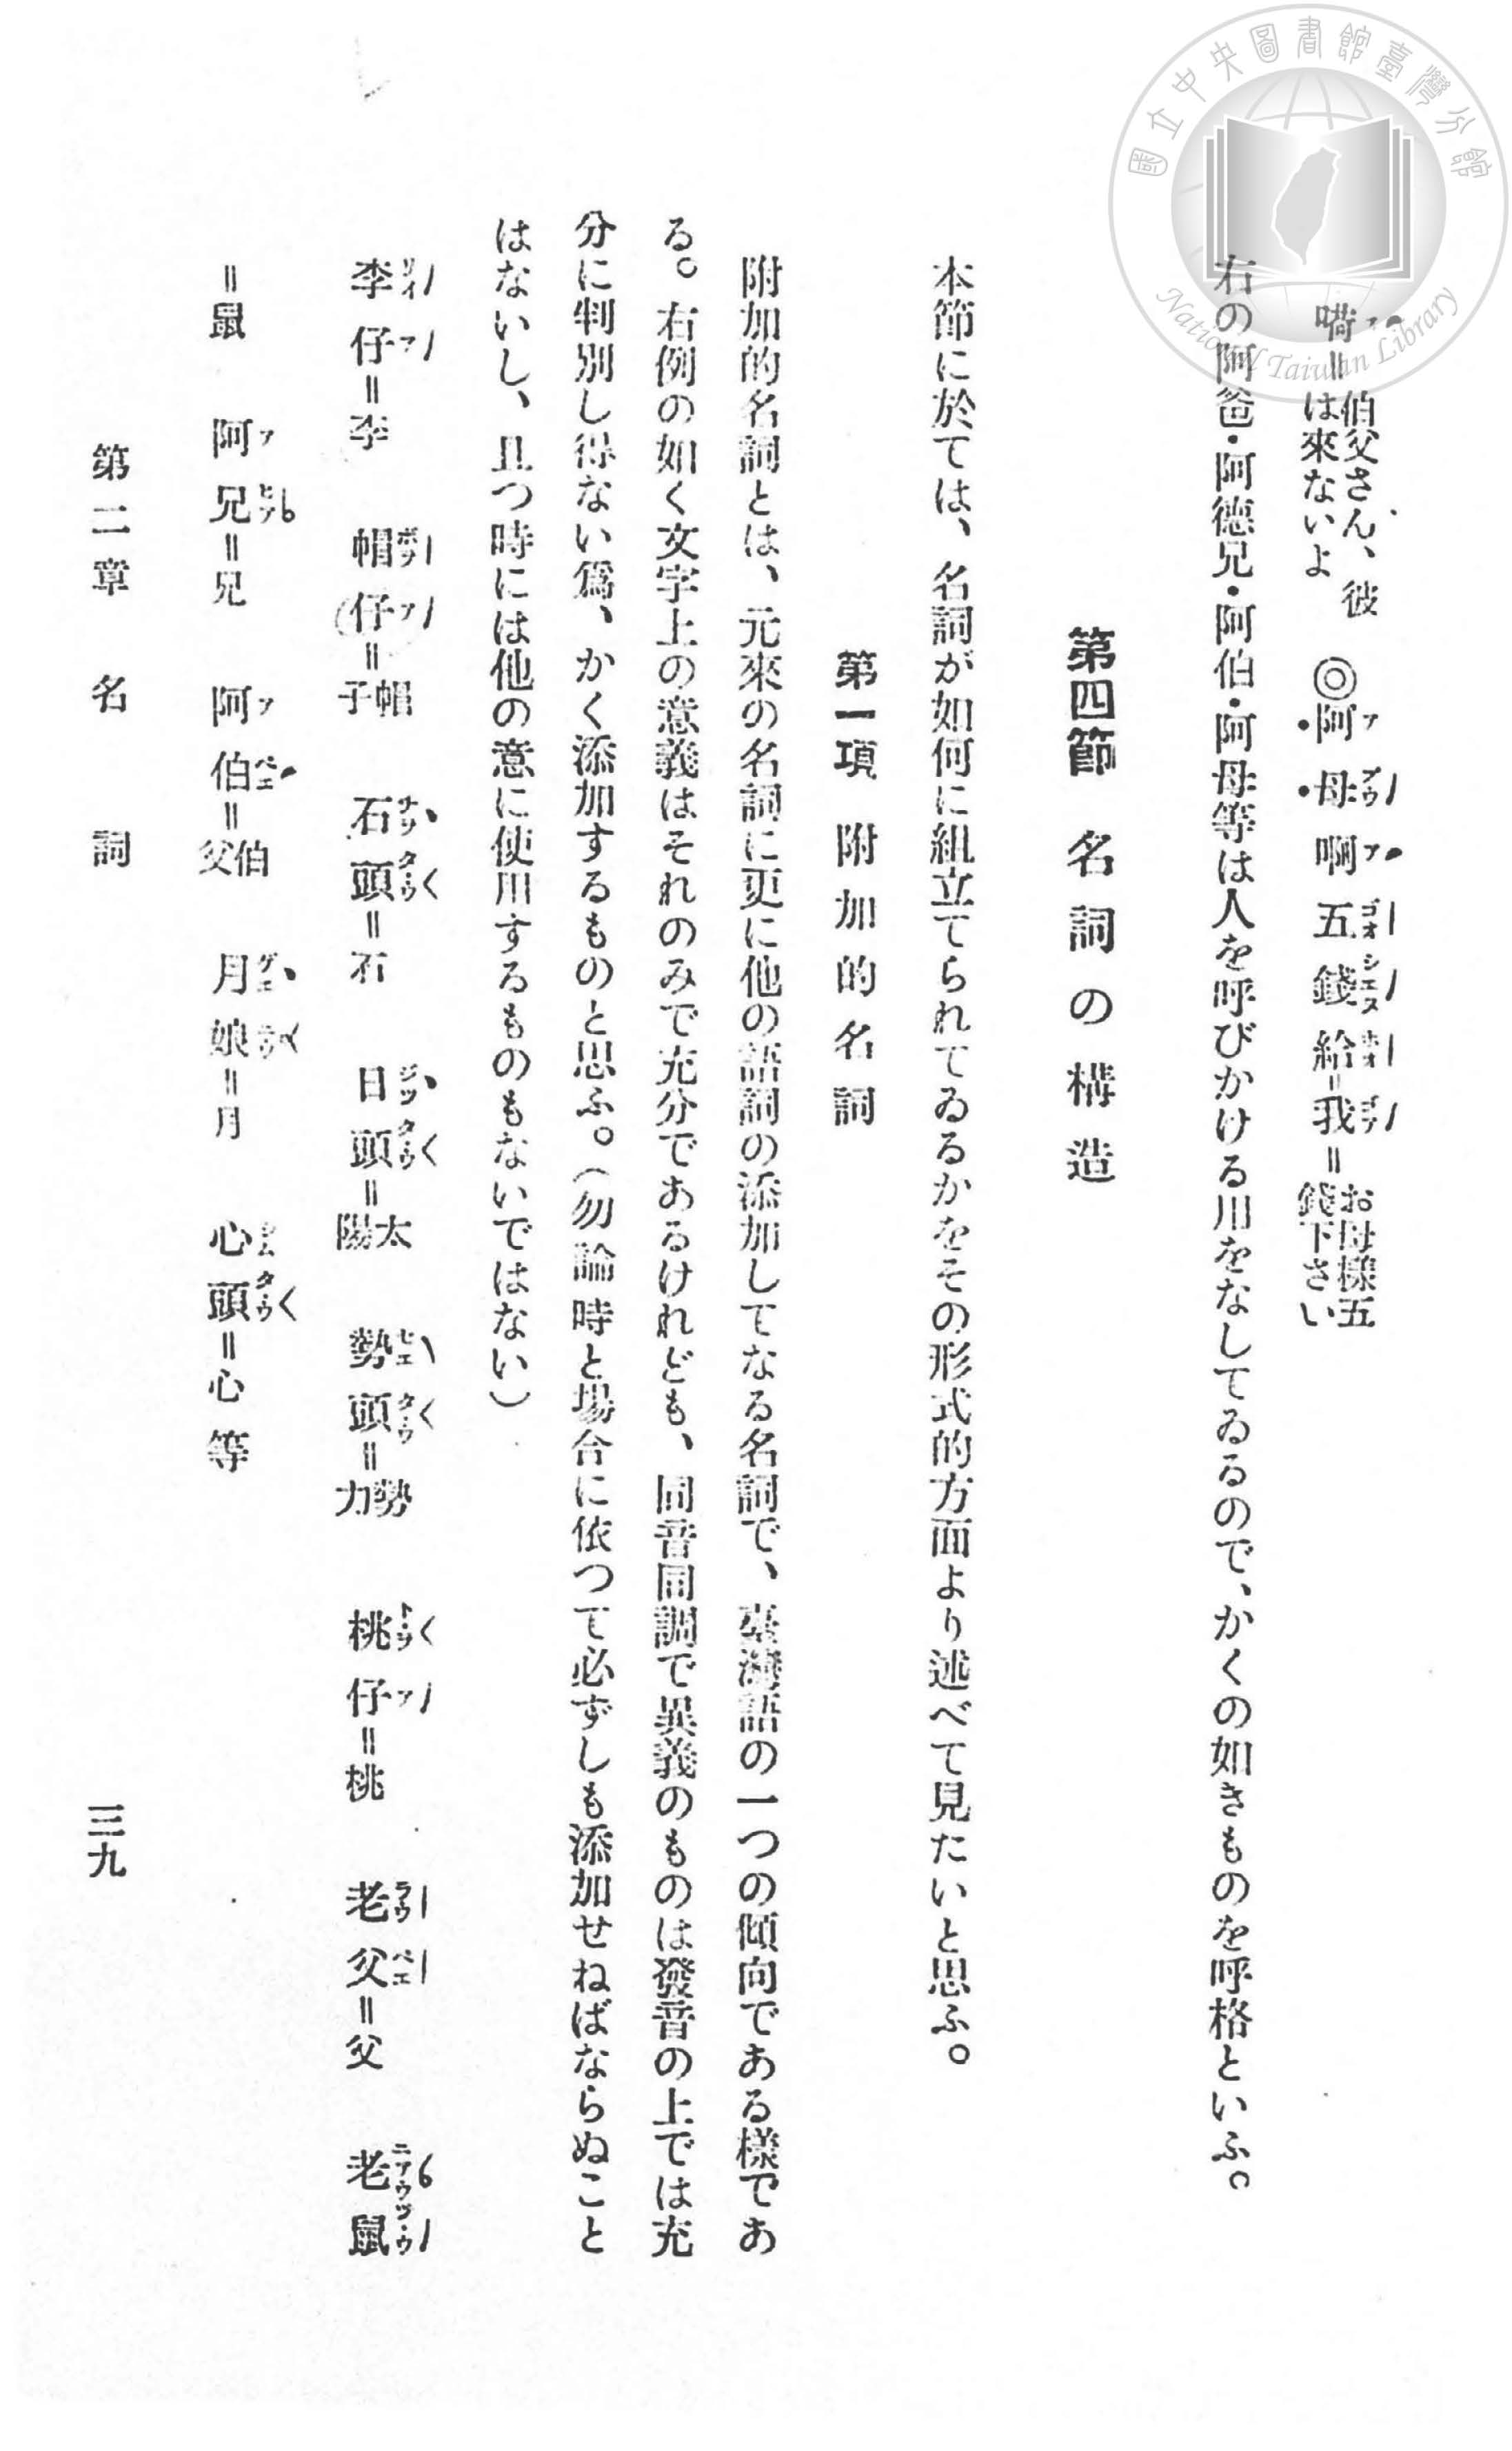 國立中央圖書館臺灣分館
National Taiwan Library
嗬=伯父さん、彼は來ないよ ◎阿母啊五錢給我=お母樣五錢下さい
右の阿爸・阿德兄・阿伯・阿母等は人を呼びかける用をなしてゐるので、かくの如きものを呼格といふ。
第四節 名詞の構造
本節に於ては、名詞が如何に組立てられてゐるかをその形式的方面より述べて見たいと思ふ。
第一項 附加的名詞
附加的名詞とは、元來の名詞に更に他の語詞の添加してなる名詞で、臺灣語の一つの傾向である樣であ
る。右例の如く文字上の意義はそれのみで充分であるけれども、同音同調で異義のものは發音の上では充
分に判別し得ない爲、かく添加するものと思ふ。(勿論時と場合に依つて必ずしも添加せねばならぬこと
はないし、且つ時には他の意に使用するものもないではない)
李仔=李 帽仔=帽子 石頭=石 日頭=太陽 勢頭=勢力 桃仔=桃 老父=父 老鼠
=鼠 阿兄=兄 阿伯=伯父 月娘=月 心頭=心 等
第二章 名詞 三九